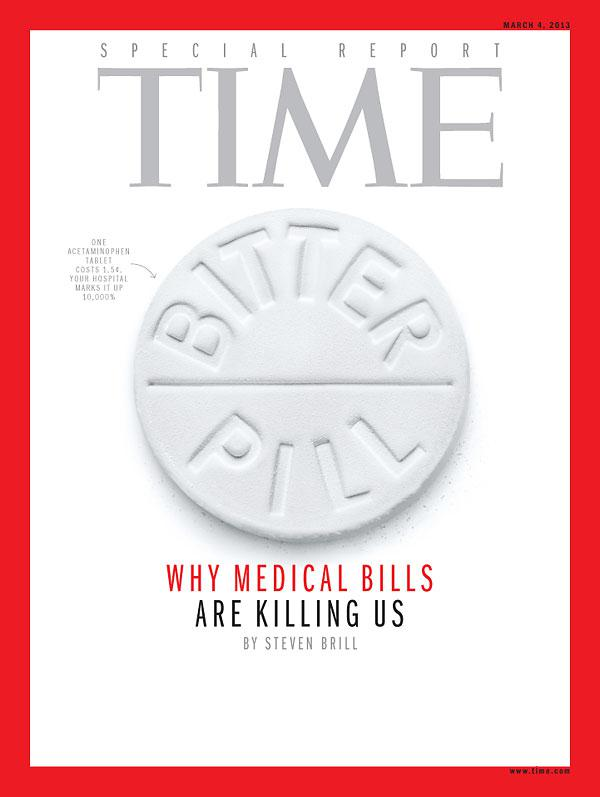 MARCH 4, 2013
SPECIAL REPORT
TIME
ONE
ACETAMINOPHEN
TABLET
COSTS 1.5¢.
YOUR HOSPITAL
MARKS IT UP
10,000%
BITTER
PILL
WHY MEDICAL BILLS
ARE KILLING US
BY STEVEN BRILL
www.time.com